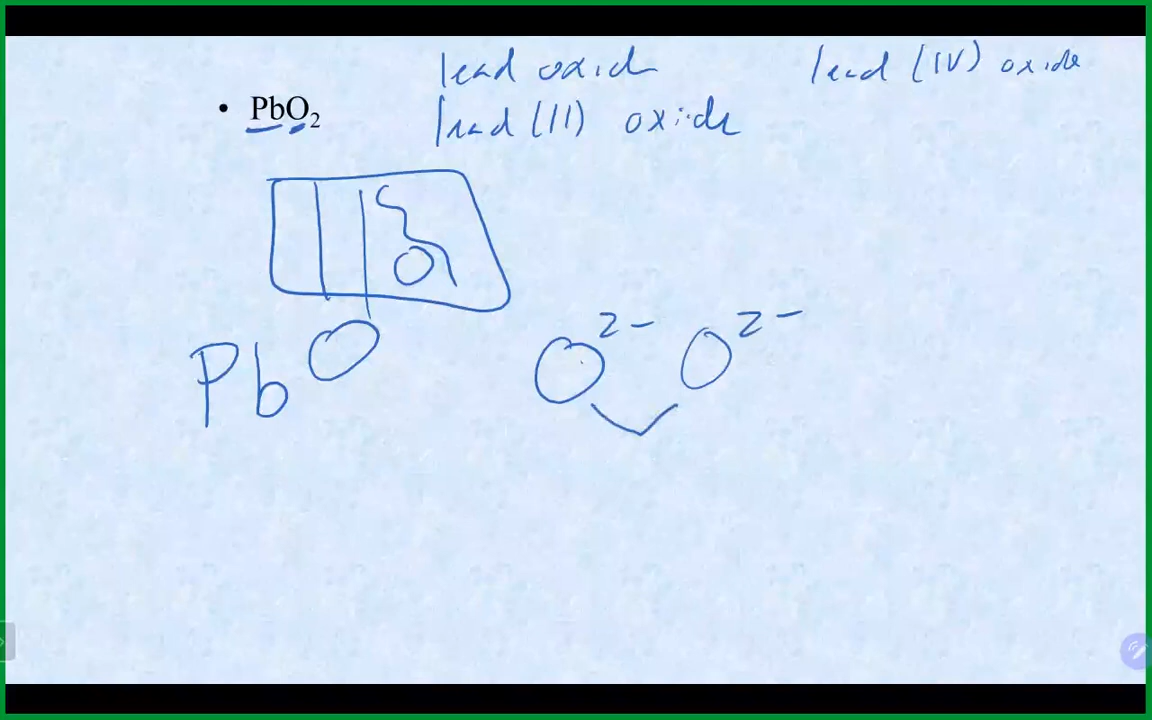 lead oxide
lead (IV) oxide
• PbO₂
lead (II) oxide
Pb O
O²⁻ O²⁻